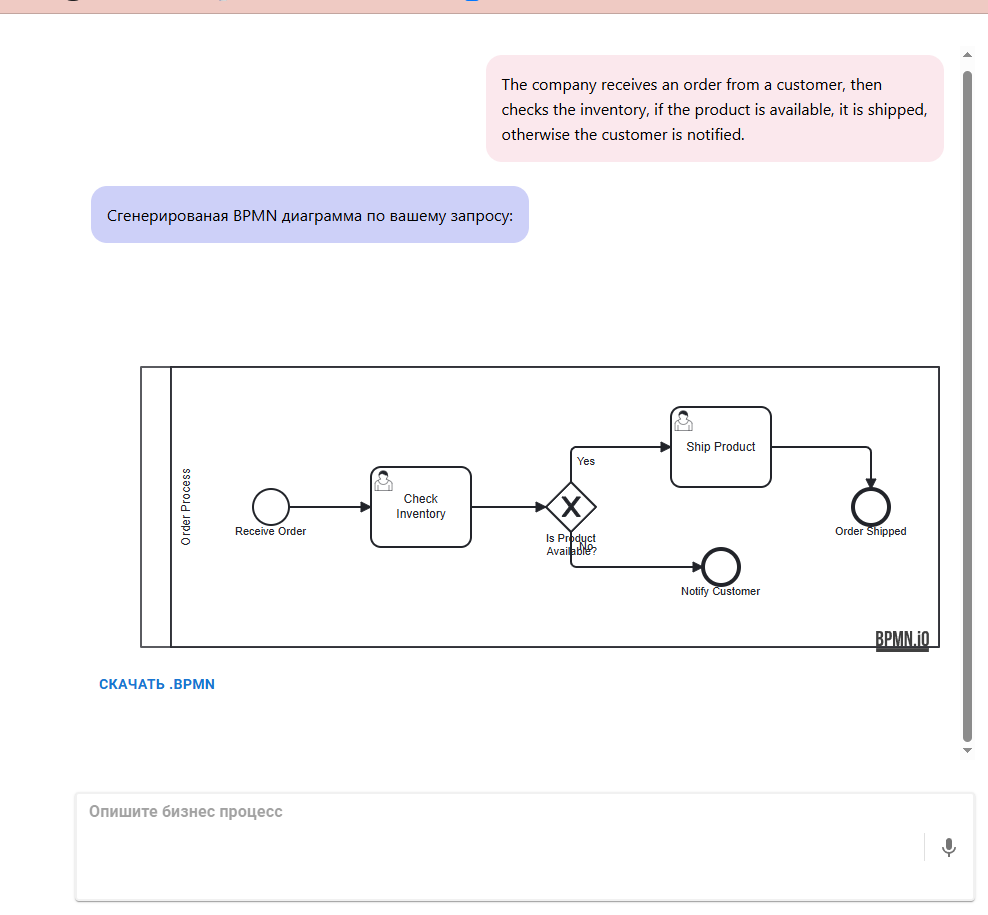 The company receives an order from a customer, then
checks the inventory, if the product is available, it is shipped,
otherwise the customer is notified.
Сгенерированая BPMN диаграмма по вашему запросу:
Order Process
Receive Order
Check
Inventory
Is Product
Available?
Yes
No
Ship Product
Order Shipped
Notify Customer
BPMN.iO
СКАЧАТЬ .BPMN
Опишите бизнес процесс